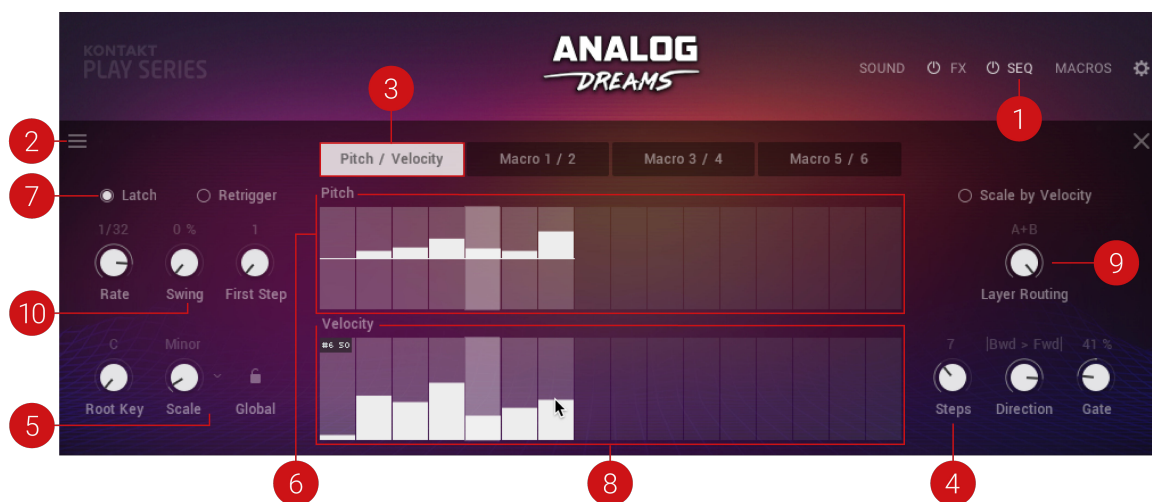 KONTAKT
PLAY SERIES
ANALOG
DREAMS
SOUND FX SEQ MACROS
1
2
3
Pitch / Velocity Macro 1 / 2 Macro 3 / 4 Macro 5 / 6
7
Latch Retrigger
Pitch
Scale by Velocity
1/32 0 % 1
A+B
9
Rate Swing First Step
Layer Routing
10
Velocity
#6 50
C Minor
7 |Bwd > Fwd| 41 %
Root Key Scale Global
Steps Direction Gate
5
6
8
4